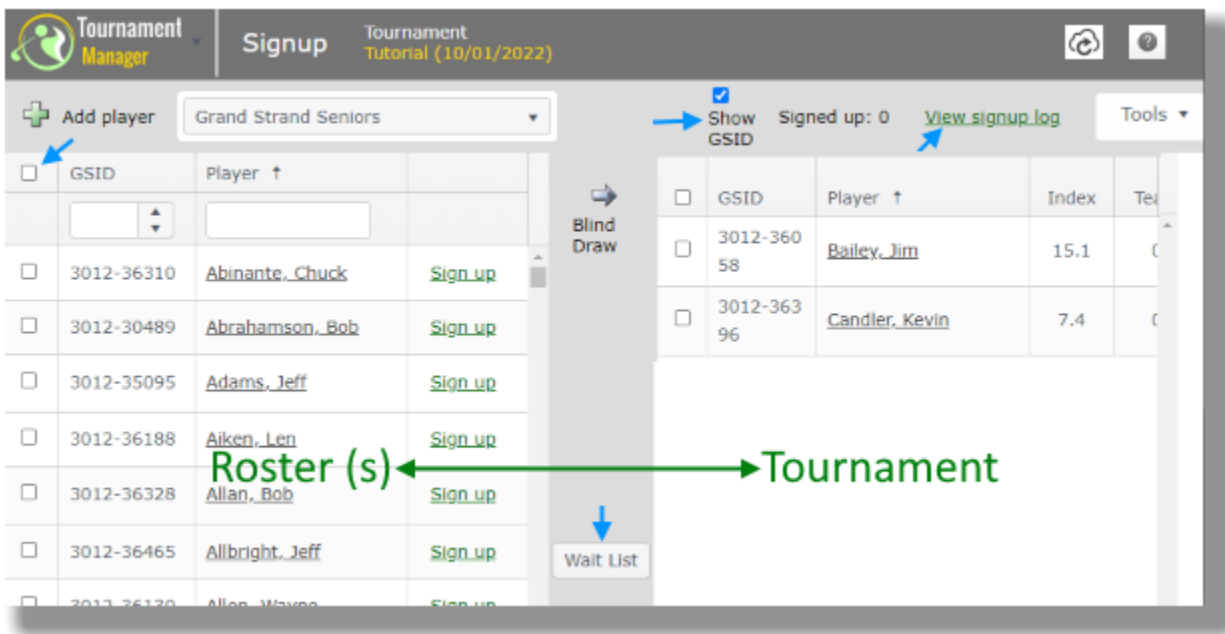 Tournament
Manager
Signup
Tournament
Tutorial (10/01/2022)
Add player
Grand Strand Seniors
Show
GSID
Signed up: 0
View signup log
Tools
GSID Player ↑
Blind
Draw
GSID Player ↑ Index Tea
3012-36310 Abinante, Chuck Sign up
3012-30489 Abrahamson, Bob Sign up
3012-35095 Adams, Jeff Sign up
3012-36188 Aiken, Len Sign up
3012-36328 Allan, Bob Sign up
3012-36465 Allbright, Jeff Sign up
3012-360
58
Bailey, Jim 15.1
3012-363
96
Candler, Kevin 7.4
Roster (s)
Tournament
Wait List